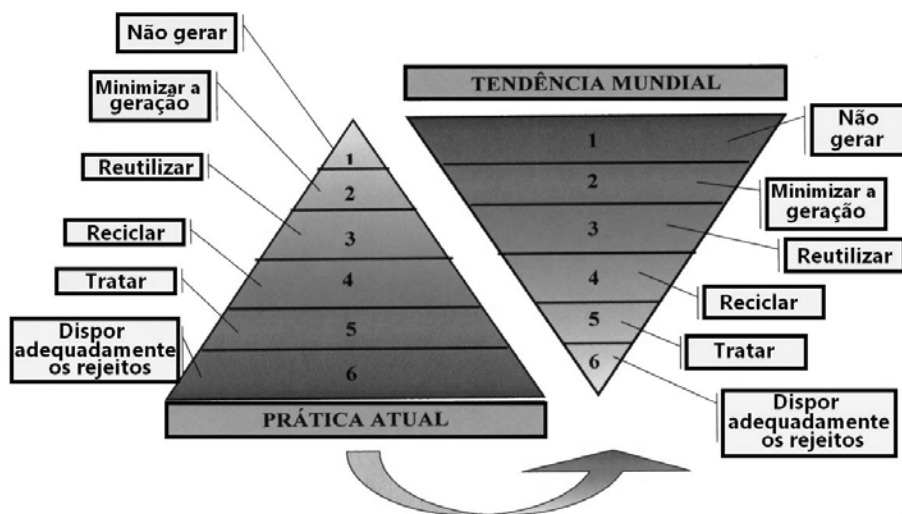 Não gerar
Minimizar a
geração
Reutilizar
Reciclar
Tratar
Dispor
adequadamente
os rejeitos
1
2
3
4
5
6
PRÁTICA ATUAL
TENDÊNCIA MUNDIAL
1
2
3
4
5
6
Não
gerar
Minimizar a
geração
Reutilizar
Reciclar
Tratar
Dispor
adequadamente
os rejeitos